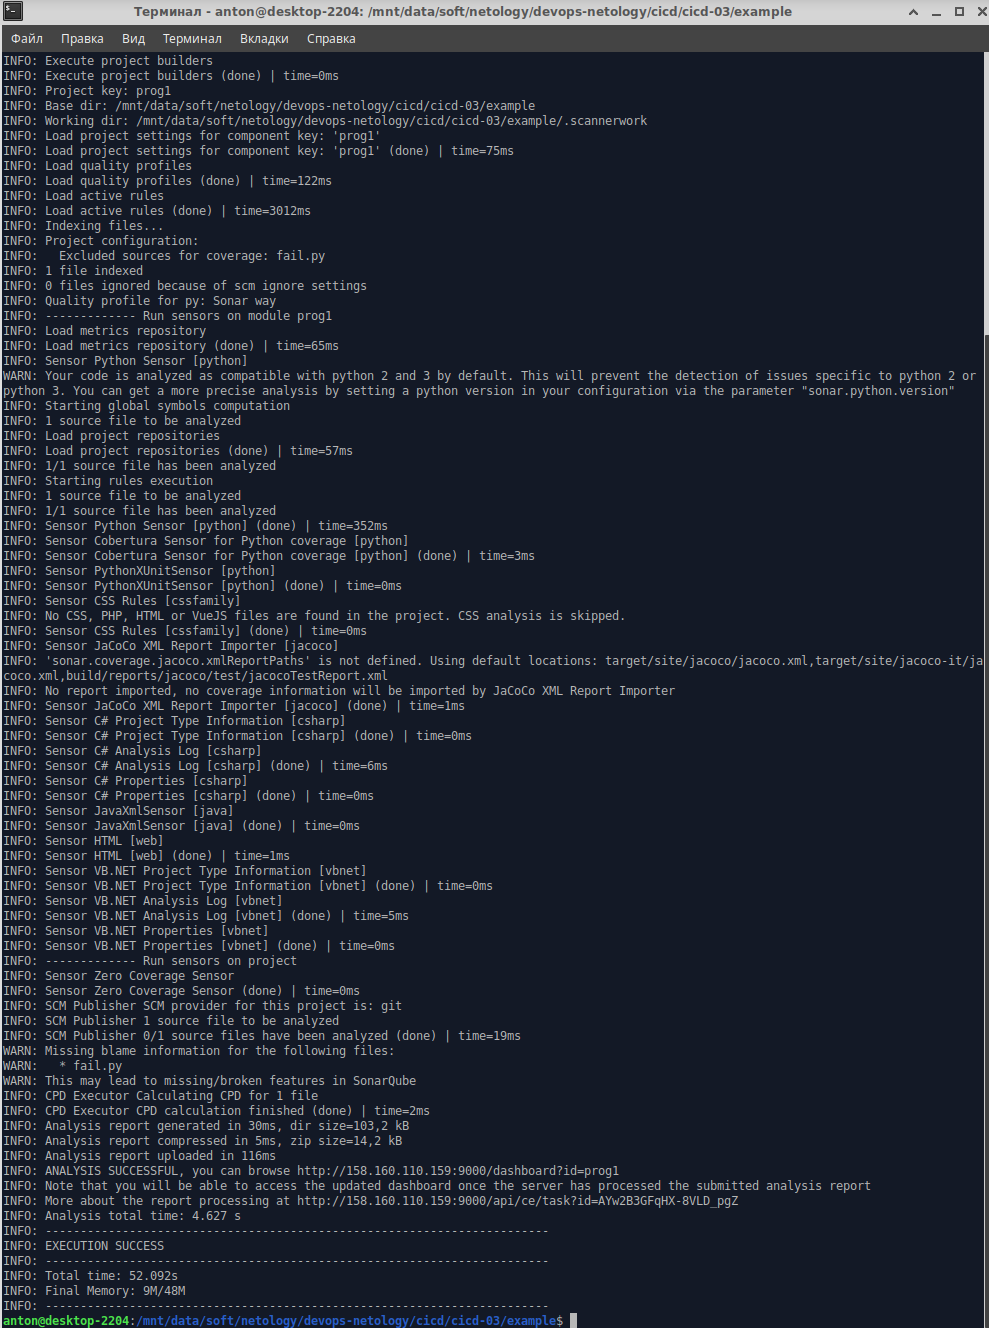 Терминал - anton@desktop-2204: /mnt/data/soft/netology/devops-netology/cicd/cicd-03/example
Файл Правка Вид Терминал Вкладки Справка
INFO: Execute project builders
INFO: Execute project builders (done) | time=0ms
INFO: Project key: prog1
INFO: Base dir: /mnt/data/soft/netology/devops-netology/cicd/cicd-03/example
INFO: Working dir: /mnt/data/soft/netology/devops-netology/cicd/cicd-03/example/.scannerwork
INFO: Load project settings for component key: 'prog1'
INFO: Load project settings for component key: 'prog1' (done) | time=75ms
INFO: Load quality profiles
INFO: Load quality profiles (done) | time=122ms
INFO: Load active rules
INFO: Load active rules (done) | time=3012ms
INFO: Indexing files...
INFO: Project configuration:
INFO:   Excluded sources for coverage: fail.py
INFO: 1 file indexed
INFO: 0 files ignored because of scm ignore settings
INFO: Quality profile for py: Sonar way
INFO: ------------- Run sensors on module prog1
INFO: Load metrics repository
INFO: Load metrics repository (done) | time=65ms
INFO: Sensor Python Sensor [python]
WARN: Your code is analyzed as compatible with python 2 and 3 by default. This will prevent the detection of issues specific to python 2 or
python 3. You can get a more precise analysis by setting a python version in your configuration via the parameter "sonar.python.version"
INFO: Starting global symbols computation
INFO: 1 source file to be analyzed
INFO: Load project repositories
INFO: Load project repositories (done) | time=57ms
INFO: 1/1 source file has been analyzed
INFO: Starting rules execution
INFO: 1 source file to be analyzed
INFO: 1/1 source file has been analyzed
INFO: Sensor Python Sensor [python] (done) | time=352ms
INFO: Sensor Cobertura Sensor for Python coverage [python]
INFO: Sensor Cobertura Sensor for Python coverage [python] (done) | time=3ms
INFO: Sensor PythonXUnitSensor [python]
INFO: Sensor PythonXUnitSensor [python] (done) | time=0ms
INFO: Sensor CSS Rules [cssfamily]
INFO: No CSS, PHP, HTML or VueJS files are found in the project. CSS analysis is skipped.
INFO: Sensor CSS Rules [cssfamily] (done) | time=0ms
INFO: Sensor JaCoCo XML Report Importer [jacoco]
INFO: 'sonar.coverage.jacoco.xmlReportPaths' is not defined. Using default locations: target/site/jacoco/jacoco.xml,target/site/jacoco-it/ja
coco.xml,build/reports/jacoco/test/jacocoTestReport.xml
INFO: No report imported, no coverage information will be imported by JaCoCo XML Report Importer
INFO: Sensor JaCoCo XML Report Importer [jacoco] (done) | time=1ms
INFO: Sensor C# Project Type Information [csharp]
INFO: Sensor C# Project Type Information [csharp] (done) | time=0ms
INFO: Sensor C# Analysis Log [csharp]
INFO: Sensor C# Analysis Log [csharp] (done) | time=6ms
INFO: Sensor C# Properties [csharp]
INFO: Sensor C# Properties [csharp] (done) | time=0ms
INFO: Sensor JavaXmlSensor [java]
INFO: Sensor JavaXmlSensor [java] (done) | time=0ms
INFO: Sensor HTML [web]
INFO: Sensor HTML [web] (done) | time=1ms
INFO: Sensor VB.NET Project Type Information [vbnet]
INFO: Sensor VB.NET Project Type Information [vbnet] (done) | time=0ms
INFO: Sensor VB.NET Analysis Log [vbnet]
INFO: Sensor VB.NET Analysis Log [vbnet] (done) | time=5ms
INFO: Sensor VB.NET Properties [vbnet]
INFO: Sensor VB.NET Properties [vbnet] (done) | time=0ms
INFO: ------------- Run sensors on project
INFO: Sensor Zero Coverage Sensor
INFO: Sensor Zero Coverage Sensor (done) | time=0ms
INFO: SCM Publisher SCM provider for this project is: git
INFO: SCM Publisher 1 source file to be analyzed
INFO: SCM Publisher 0/1 source files have been analyzed (done) | time=19ms
WARN: Missing blame information for the following files:
WARN:   * fail.py
WARN: This may lead to missing/broken features in SonarQube
INFO: CPD Executor Calculating CPD for 1 file
INFO: CPD Executor CPD calculation finished (done) | time=2ms
INFO: Analysis report generated in 30ms, dir size=103,2 kB
INFO: Analysis report compressed in 5ms, zip size=14,2 kB
INFO: Analysis report uploaded in 116ms
INFO: ANALYSIS SUCCESSFUL, you can browse http://158.160.110.159:9000/dashboard?id=prog1
INFO: Note that you will be able to access the updated dashboard once the server has processed the submitted analysis report
INFO: More about the report processing at http://158.160.110.159:9000/api/ce/task?id=AYw2B3GFqHX-8VLD_pgZ
INFO: Analysis total time: 4.627 s
INFO: ------------------------------------------------------------------------
INFO: EXECUTION SUCCESS
INFO: ------------------------------------------------------------------------
INFO: Total time: 52.092s
INFO: Final Memory: 9M/48M
INFO: ------------------------------------------------------------------------
anton@desktop-2204:/mnt/data/soft/netology/devops-netology/cicd/cicd-03/example$